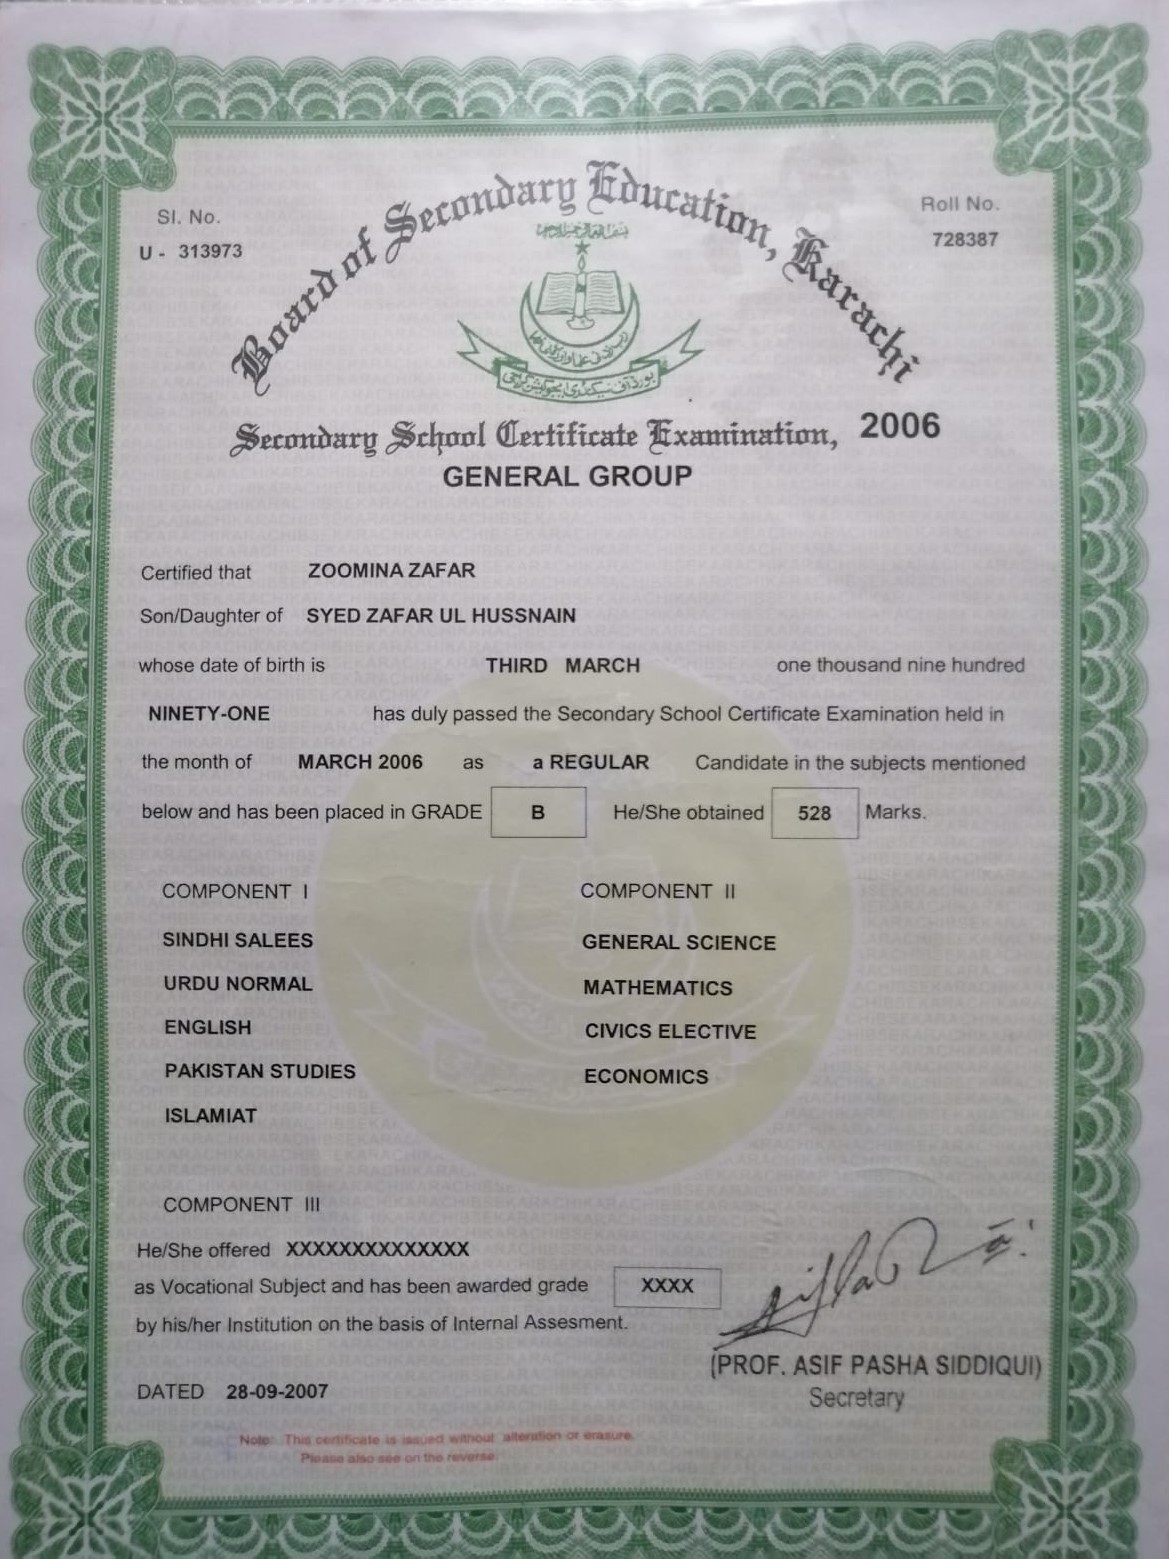 Sl. No.
U - 313973
Roll No.
728387
Board of Secondary Education, Karachi
بورڈ آف سیکنڈری ایجوکیشن کراچی
Secondary School Certificate Examination, 2006
GENERAL GROUP
Certified that ZOOMINA ZAFAR
Son/Daughter of SYED ZAFAR UL HUSSNAIN
whose date of birth is THIRD MARCH one thousand nine hundred
NINETY-ONE has duly passed the Secondary School Certificate Examination held in
the month of MARCH 2006 as a REGULAR Candidate in the subjects mentioned
below and has been placed in GRADE B He/She obtained 528 Marks.
COMPONENT I
SINDHI SALEES
URDU NORMAL
ENGLISH
PAKISTAN STUDIES
ISLAMIAT
COMPONENT II
GENERAL SCIENCE
MATHEMATICS
CIVICS ELECTIVE
ECONOMICS
COMPONENT III
He/She offered XXXXXXXXXXXXXX
as Vocational Subject and has been awarded grade XXXX
by his/her Institution on the basis of Internal Assesment.
(PROF. ASIF PASHA SIDDIQUI)
Secretary
DATED 28-09-2007
Note: This certificate is issued without alteration or erasure.
Please also see on the reverse.